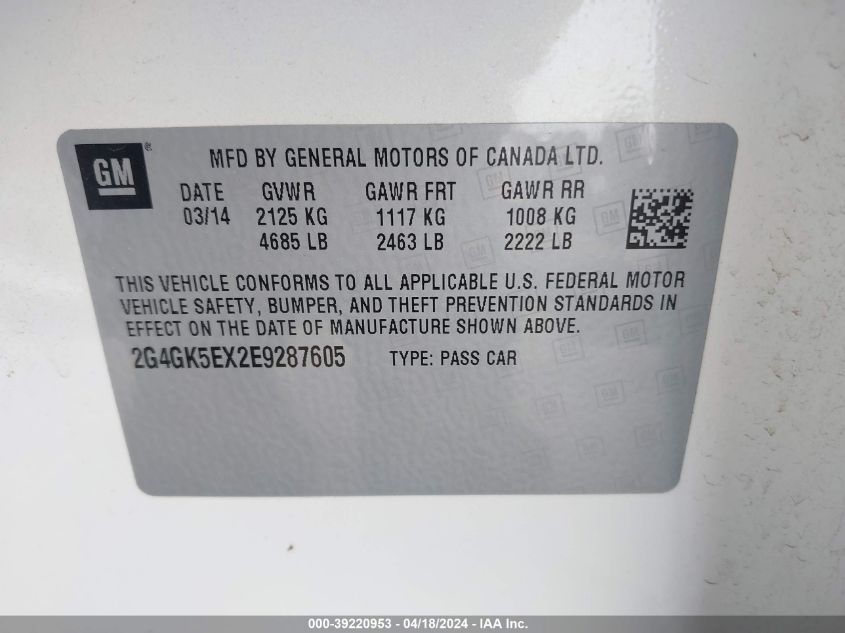 GM
MFD BY GENERAL MOTORS OF CANADA LTD.
DATE GVWR GAWR FRT GAWR RR
03/14 2125 KG 1117 KG 1008 KG
4685 LB 2463 LB 2222 LB
THIS VEHICLE CONFORMS TO ALL APPLICABLE U.S. FEDERAL MOTOR
VEHICLE SAFETY, BUMPER, AND THEFT PREVENTION STANDARDS IN
EFFECT ON THE DATE OF MANUFACTURE SHOWN ABOVE.
2G4GK5EX2E9287605 TYPE: PASS CAR
000-39220953 - 04/18/2024 - IAA Inc.